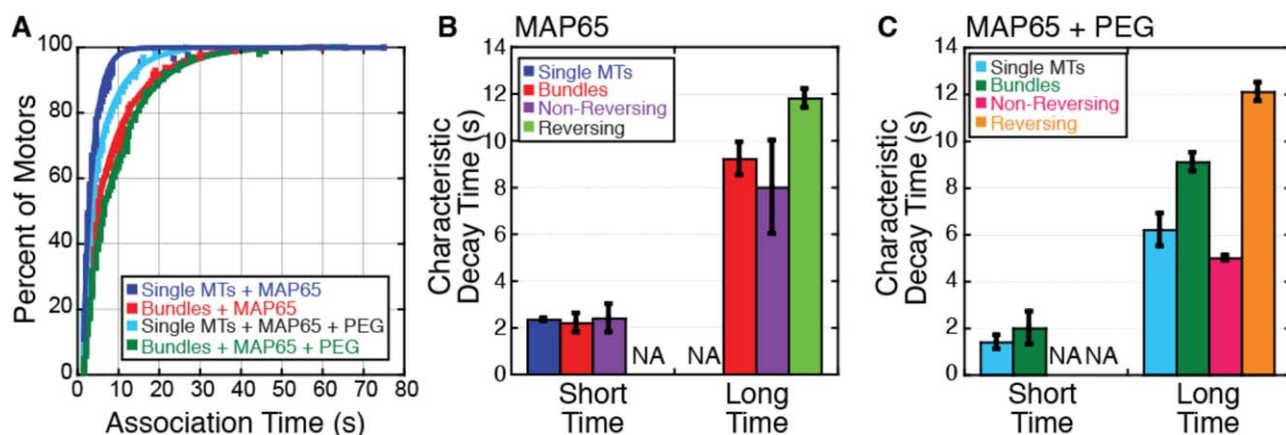 A
Percent of Motors
100
80
60
40
20
0
Single MTs + MAP65
Bundles + MAP65
Single MTs + MAP65 + PEG
Bundles + MAP65 + PEG
0 10 20 30 40 50 60 70 80
Association Time (s)
B MAP65
Characteristic
Decay Time (s)
14
12
10
8
6
4
2
0
Single MTs
Bundles
Non-Reversing
Reversing
NA NA
Short
Time
Long
Time
C MAP65 + PEG
Characteristic
Decay Time (s)
14
12
10
8
6
4
2
0
Single MTs
Bundles
Non-Reversing
Reversing
NA NA
Short
Time
Long
Time